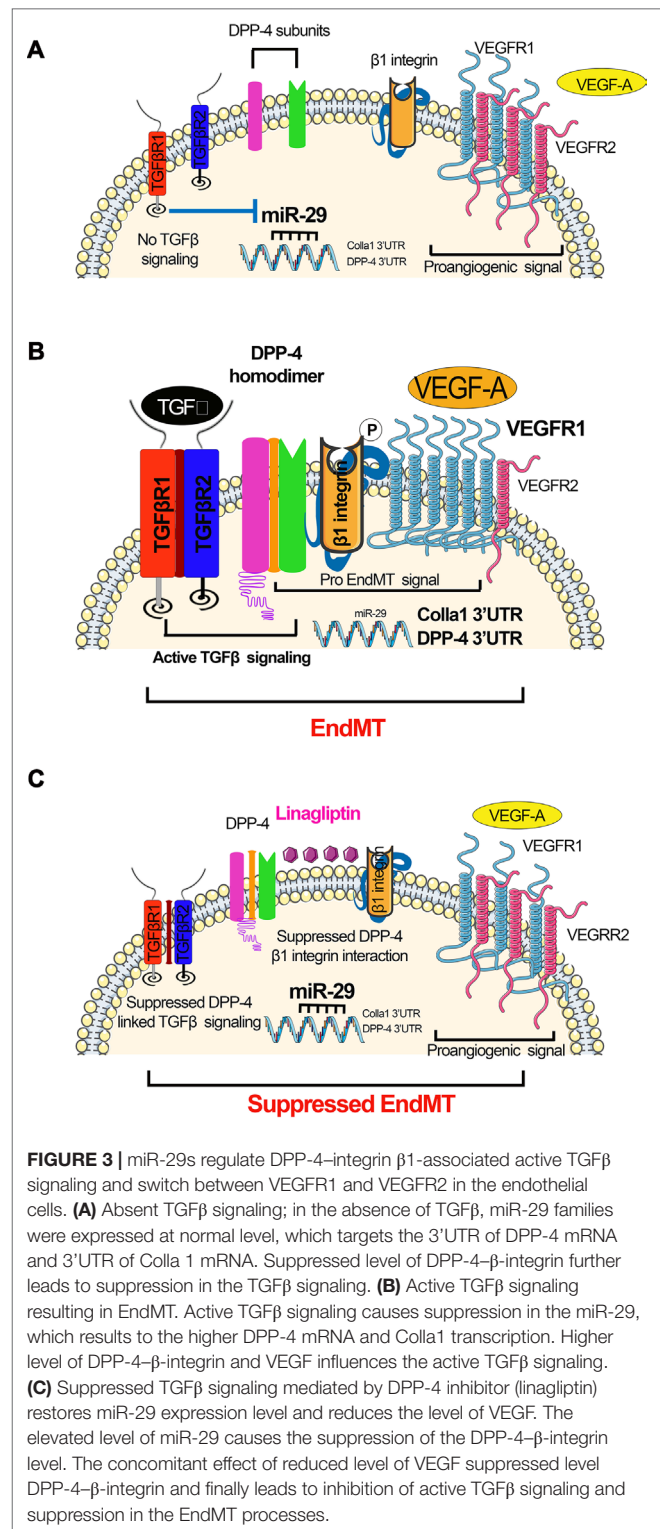 A
DPP-4 subunits
β1 integrin
VEGFR1
VEGF-A
TGFβR1
TGFβR2
VEGFR2
miR-29
No TGFβ
signaling
Colla1 3'UTR
DPP-4 3'UTR
Proangiogenic signal
B
DPP-4
homodimer
VEGF-A
TGF□
P
VEGFR1
VEGFR2
TGFβR1
TGFβR2
β1 integrin
Pro EndMT signal
miR-29
Colla1 3'UTR
DPP-4 3'UTR
Active TGFβ signaling
EndMT
C
Linagliptin
DPP-4
VEGF-A
VEGFR1
β1 integrin
TGFβR1
TGFβR2
VEGRR2
Suppressed DPP-4
β1 integrin interaction
Suppressed DPP-4
linked TGFβ signaling
miR-29
Colla1 3'UTR
DPP-4 3'UTR
Proangiogenic signal
Suppressed EndMT
FIGURE 3 | miR-29s regulate DPP-4–integrin β1-associated active TGFβ
signaling and switch between VEGFR1 and VEGFR2 in the endothelial
cells. (A) Absent TGFβ signaling; in the absence of TGFβ, miR-29 families
were expressed at normal level, which targets the 3'UTR of DPP-4 mRNA
and 3'UTR of Colla 1 mRNA. Suppressed level of DPP-4–β-integrin further
leads to suppression in the TGFβ signaling. (B) Active TGFβ signaling
resulting in EndMT. Active TGFβ signaling causes suppression in the miR-29,
which results to the higher DPP-4 mRNA and Colla1 transcription. Higher
level of DPP-4–β-integrin and VEGF influences the active TGFβ signaling.
(C) Suppressed TGFβ signaling mediated by DPP-4 inhibitor (linagliptin)
restores miR-29 expression level and reduces the level of VEGF. The
elevated level of miR-29 causes the suppression of the DPP-4–β-integrin
level. The concomitant effect of reduced level of VEGF suppressed level
DPP-4–β-integrin and finally leads to inhibition of active TGFβ signaling and
suppression in the EndMT processes.